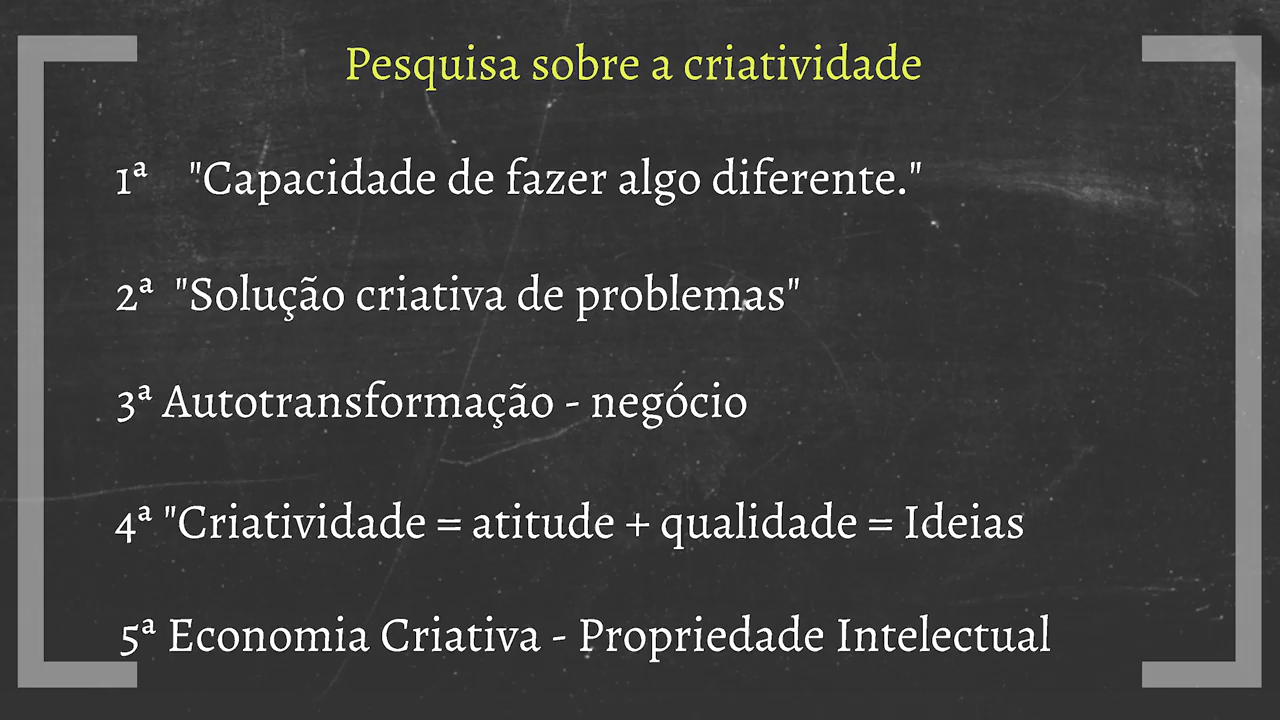 Pesquisa sobre a criatividade
1ª "Capacidade de fazer algo diferente."
2ª "Solução criativa de problemas"
3ª Autotransformação - negócio
4ª "Criatividade = atitude + qualidade = Ideias
5ª Economia Criativa - Propriedade Intelectual